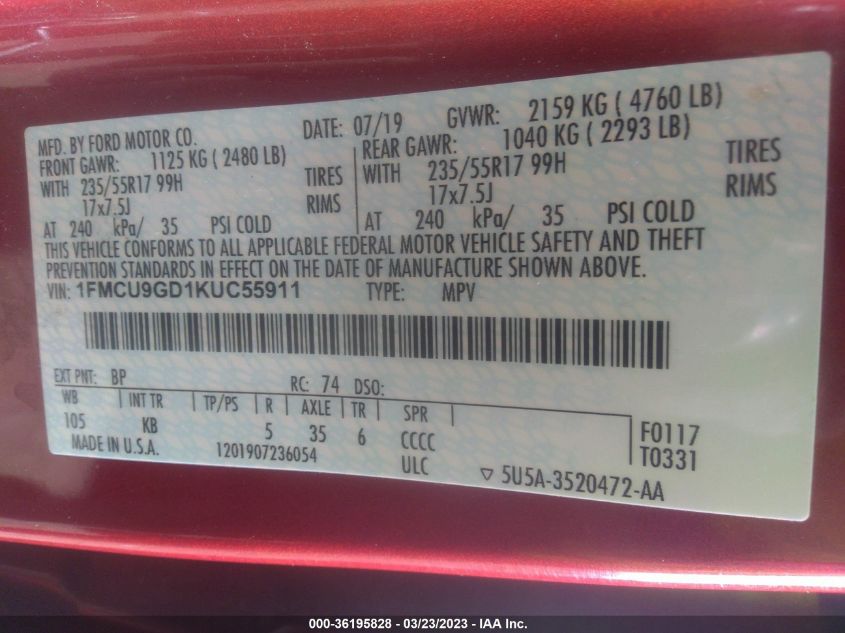 MFD. BY FORD MOTOR CO. DATE: 07/19 GVWR: 2159 KG ( 4760 LB)
FRONT GAWR: 1125 KG ( 2480 LB) REAR GAWR: 1040 KG ( 2293 LB)
WITH 235/55R17 99H TIRES WITH 235/55R17 99H TIRES
17x7.5J RIMS 17x7.5J RIMS
AT 240 kPa/ 35 PSI COLD AT 240 kPa/ 35 PSI COLD
THIS VEHICLE CONFORMS TO ALL APPLICABLE FEDERAL MOTOR VEHICLE SAFETY AND THEFT
PREVENTION STANDARDS IN EFFECT ON THE DATE OF MANUFACTURE SHOWN ABOVE.
VIN: 1FMCU9GD1KUC55911 TYPE: MPV
EXT PNT: BP RC: 74 DSO:
WB INT TR TP/PS R AXLE TR SPR
105 KB 5 35 6 CCCC F0117
MADE IN U.S.A. 1201907236054 ULC T0331
5U5A-3520472-AA
000-36195828 - 03/23/2023 - IAA Inc.